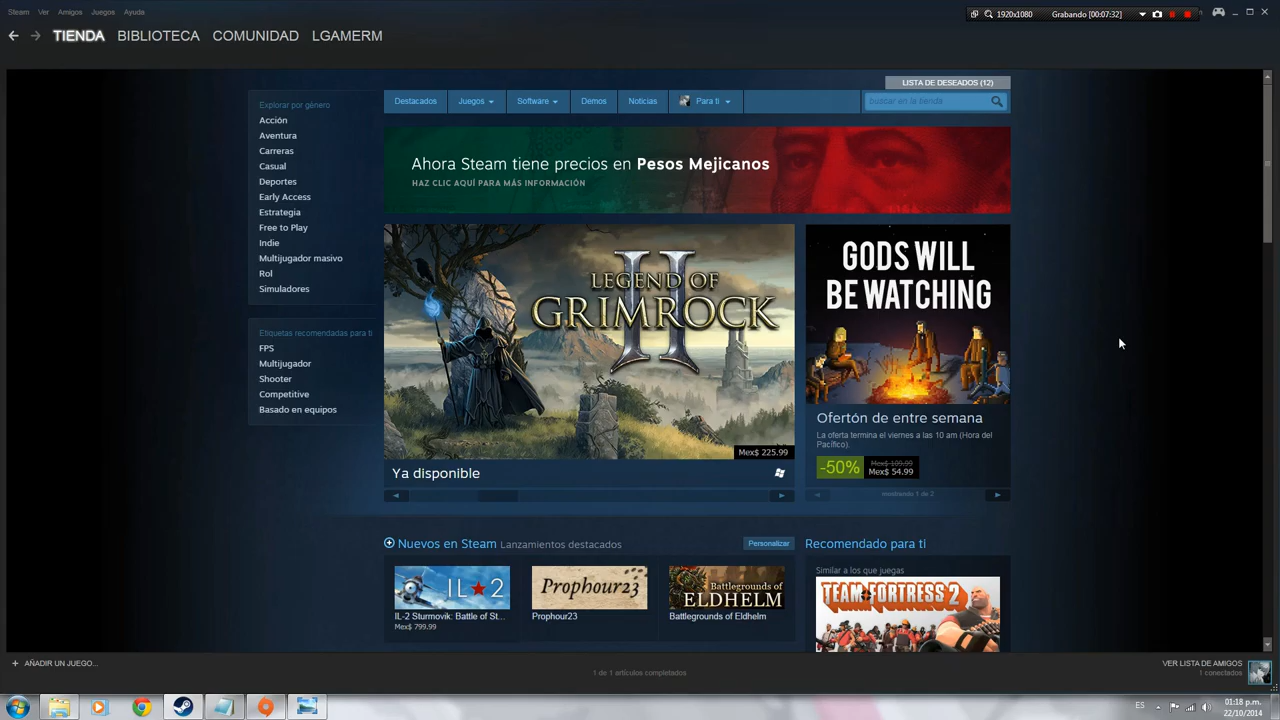 Steam Ver Amigos Juegos Ayuda
1920x1080 Grabando [00:07:32]
TIENDA BIBLIOTECA COMUNIDAD LGAMERM
LISTA DE DESEADOS (12)
Destacados Juegos Software Demos Noticias Para ti buscar en la tienda
Explorar por género
Acción
Aventura
Carreras
Casual
Deportes
Early Access
Estrategia
Free to Play
Indie
Multijugador masivo
Rol
Simuladores
Etiquetas recomendadas para ti
FPS
Multijugador
Shooter
Competitive
Basado en equipos
Ahora Steam tiene precios en Pesos Mejicanos
HAZ CLIC AQUÍ PARA MÁS INFORMACIÓN
LEGEND OF
GRIMROCK
II
Mex$ 225.99
Ya disponible
GODS WILL
BE WATCHING
Ofertón de entre semana
La oferta termina el viernes a las 10 am (Hora del
Pacífico).
-50%
Mex$ 109.99
Mex$ 54.99
mostrando 1 de 2
Nuevos en Steam Lanzamientos destacados
Personalizar
IL-2
IL-2 Sturmovik: Battle of St...
Mex$ 799.99
Prophour23
Prophour23
Battlegrounds of
ELDHELM
Battlegrounds of Eldhelm
Recomendado para ti
Similar a los que juegas
TEAM FORTRESS 2
+ AÑADIR UN JUEGO...
1 de 1 artículos completados
VER LISTA DE AMIGOS
1 conectados
ES
01:18 p.m.
22/10/2014